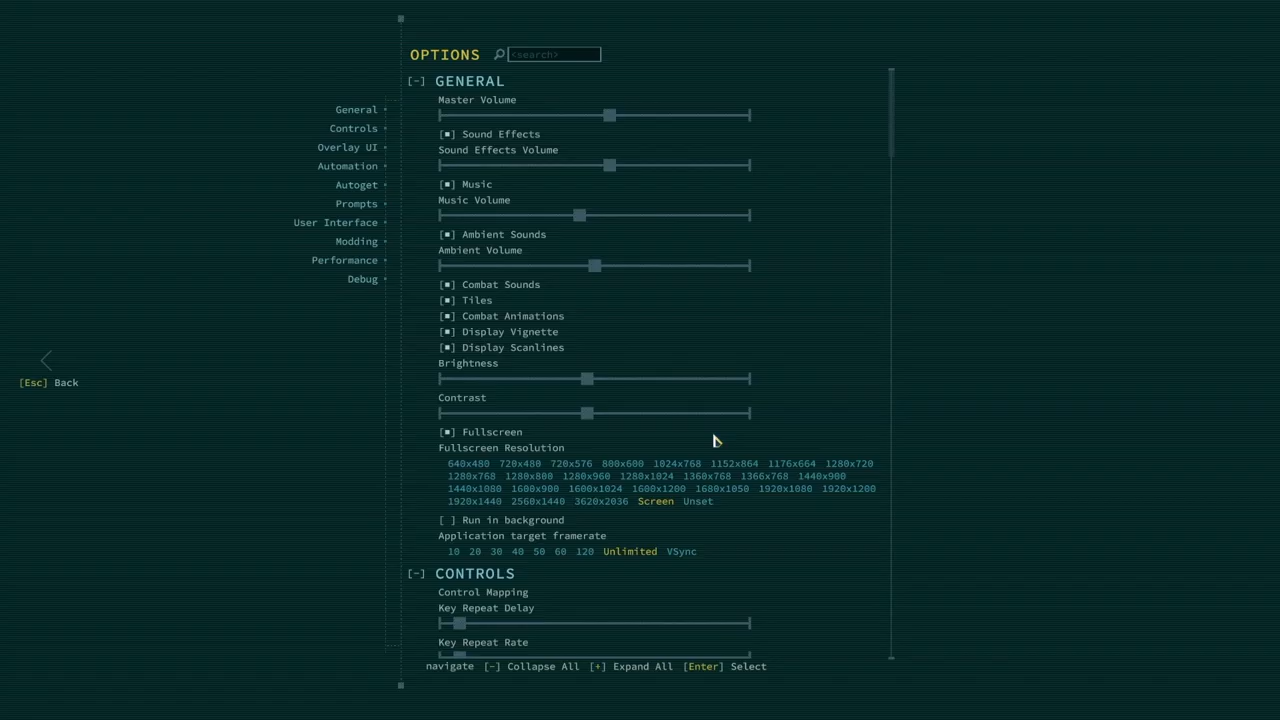 OPTIONS <search>
[-] GENERAL
Master Volume
[■] Sound Effects
Sound Effects Volume
[■] Music
Music Volume
[■] Ambient Sounds
Ambient Volume
[■] Combat Sounds
[■] Tiles
[■] Combat Animations
[■] Display Vignette
[■] Display Scanlines
Brightness
Contrast
[■] Fullscreen
Fullscreen Resolution
640x480 720x480 720x576 800x600 1024x768 1152x864 1176x664 1280x720
1280x768 1280x800 1280x960 1280x1024 1360x768 1366x768 1440x900
1440x1080 1600x900 1600x1024 1600x1200 1680x1050 1920x1080 1920x1200
1920x1440 2560x1440 3620x2036 Screen Unset
[ ] Run in background
Application target framerate
10 20 30 40 50 60 120 Unlimited VSync
[-] CONTROLS
Control Mapping
Key Repeat Delay
Key Repeat Rate
navigate [-] Collapse All [+] Expand All [Enter] Select
General
Controls
Overlay UI
Automation
Autoget
Prompts
User Interface
Modding
Performance
Debug
[Esc] Back